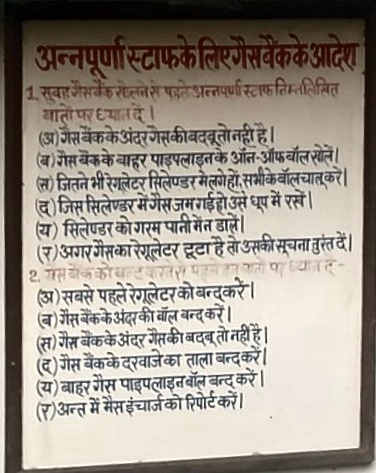 अन्नपूर्णा स्टाफ के लिए गैस बैंक के आदेश
1. सुबह गैस बैंक खोलने से पहले अन्नपूर्णा स्टाफ निम्नलिखित
बातों पर ध्यान दें।
(अ) गैस बैंक के अंदर गैस की बदबू तो नहीं है।
(ब) गैस बैंक के बाहर पाइपलाइन के ऑन-ऑफ बॉल खोलें।
(स) जितने भी रेगुलेटर सिलेण्डर में लगे हों, सभी के बॉल चालू करें।
(द) जिस सिलेण्डर में गैस जम गई हो उसे धूप में रखें।
(य) सिलेण्डर को गरम पानी में न डालें।
(र) अगर गैस का रेगुलेटर टूटा है तो उसकी सूचना तुरंत दें।
2. गैस बैंक को बन्द करने से पहले इन बातों पर ध्यान दें-
(अ) सबसे पहले रेगुलेटर को बन्द करें।
(ब) गैस बैंक के अंदर की बॉल बन्द करें।
(स) गैस बैंक के अंदर गैस की बदबू तो नहीं है।
(द) गैस बैंक के दरवाजे का ताला बन्द करें।
(य) बाहर गैस पाइपलाइन बॉल बन्द करें।
(र) अन्त में मैस इंचार्ज को रिपोर्ट करें।